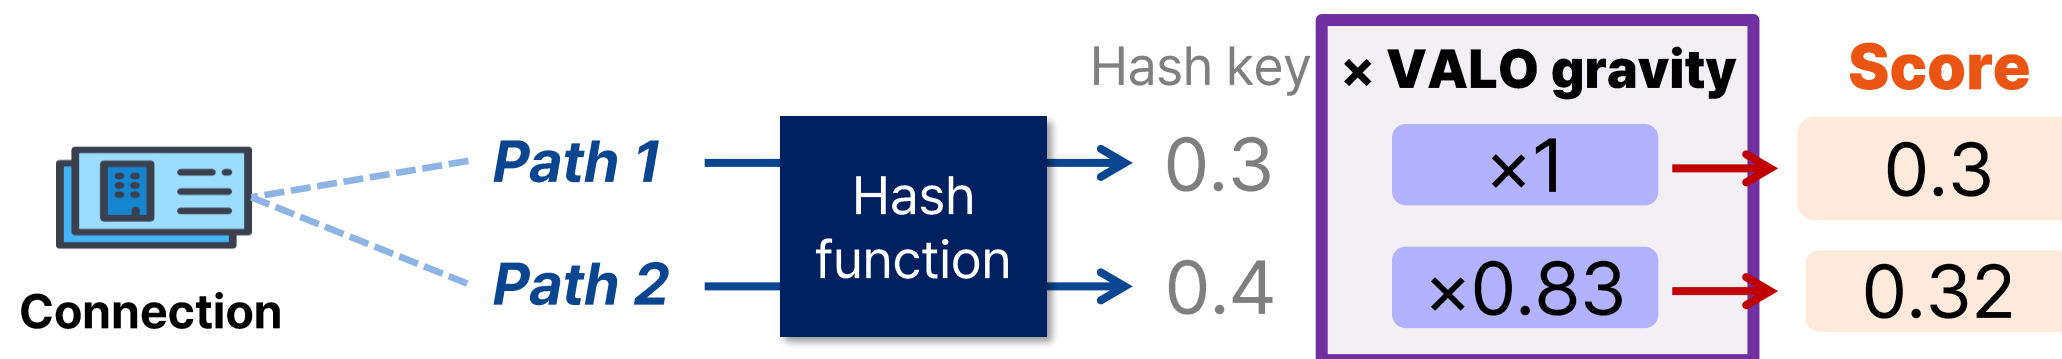 Hash key × VALO gravity Score
Path 1 0.3 ×1 0.3
Hash
function
Path 2 0.4 ×0.83 0.32
Connection